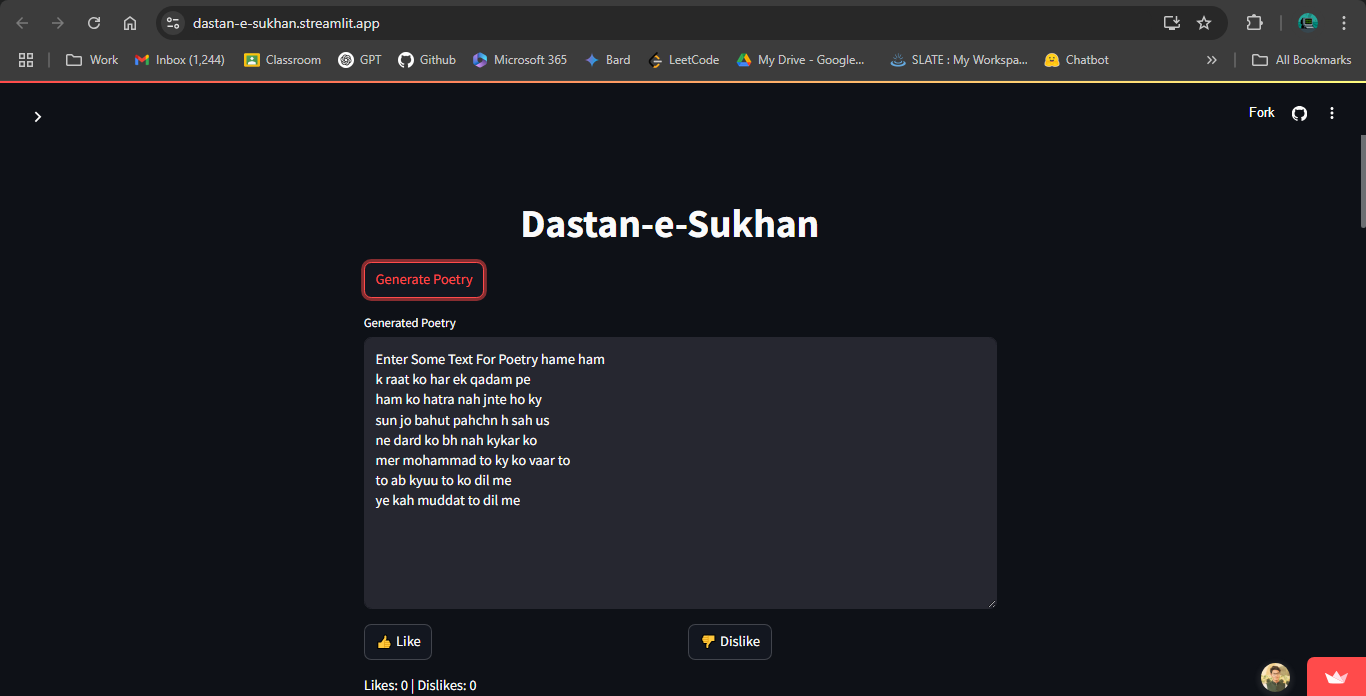 dastan-e-sukhan.streamlit.app
Work Inbox (1,244) Classroom GPT Github Microsoft 365 Bard LeetCode My Drive - Google... SLATE : My Workspa... Chatbot » All Bookmarks
Fork
Dastan-e-Sukhan
Generate Poetry
Generated Poetry
Enter Some Text For Poetry hame ham
k raat ko har ek qadam pe
ham ko hatra nah jnte ho ky
sun jo bahut pahchn h sah us
ne dard ko bh nah kykar ko
mer mohammad to ky ko vaar to
to ab kyuu to ko dil me
ye kah muddat to dil me
👍 Like 👎 Dislike
Likes: 0 | Dislikes: 0